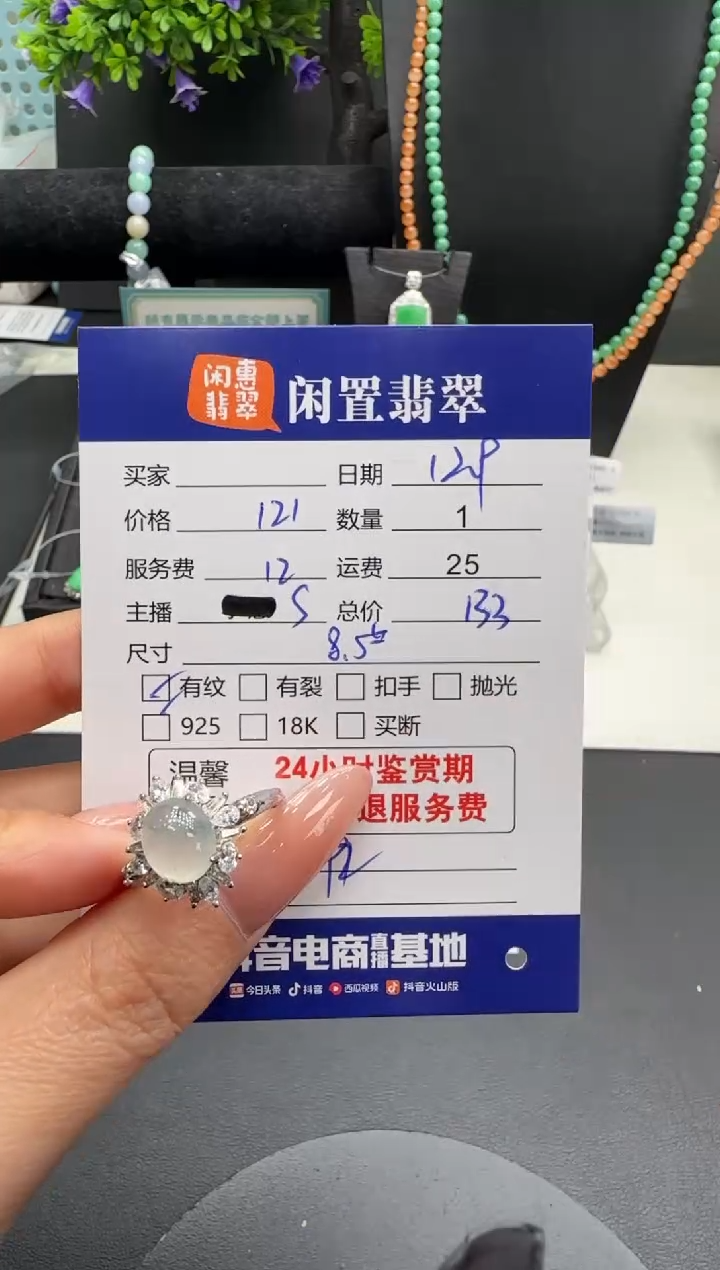 闲惠
翡翠
闲置翡翠
买家 日期 129
价格 121 数量 1
服务费 12 运费 25
主播 S 总价 133
尺寸 8.5
有纹 有裂 扣手 抛光
925 18K 买断
温馨 24小时鉴赏期
退服务费
音电商直播基地
今日头条 抖音 西瓜视频 抖音火山版